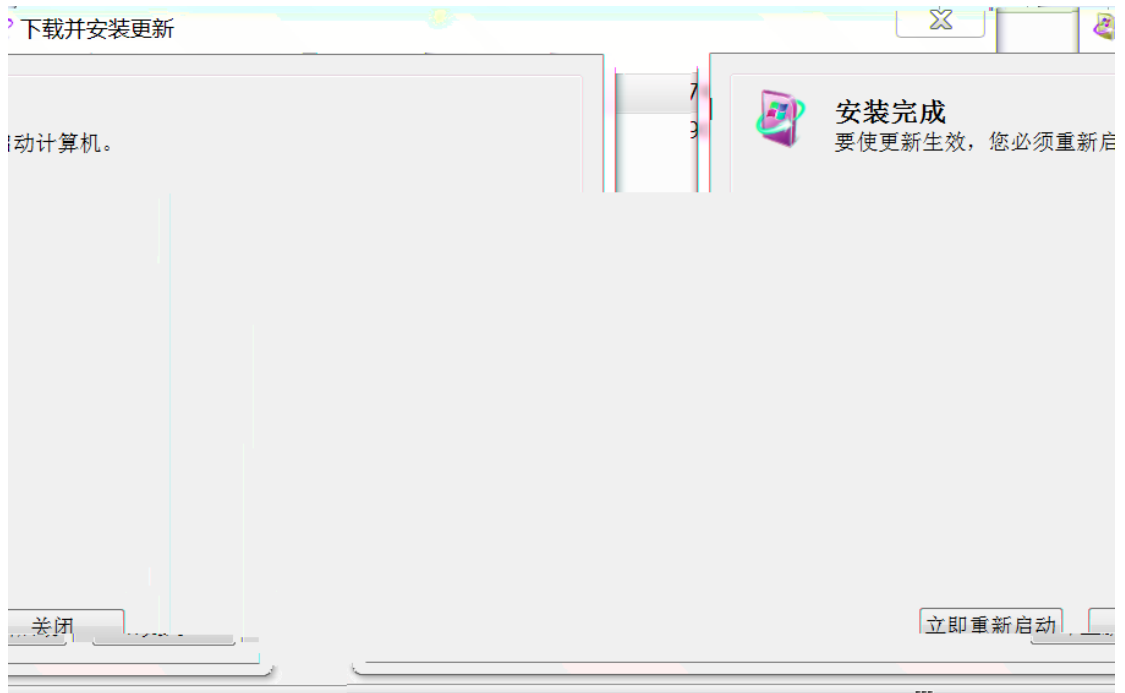 下载并安装更新
安装完成
动计算机。
要使更新生效，您必须重新启
关闭
立即重新启动